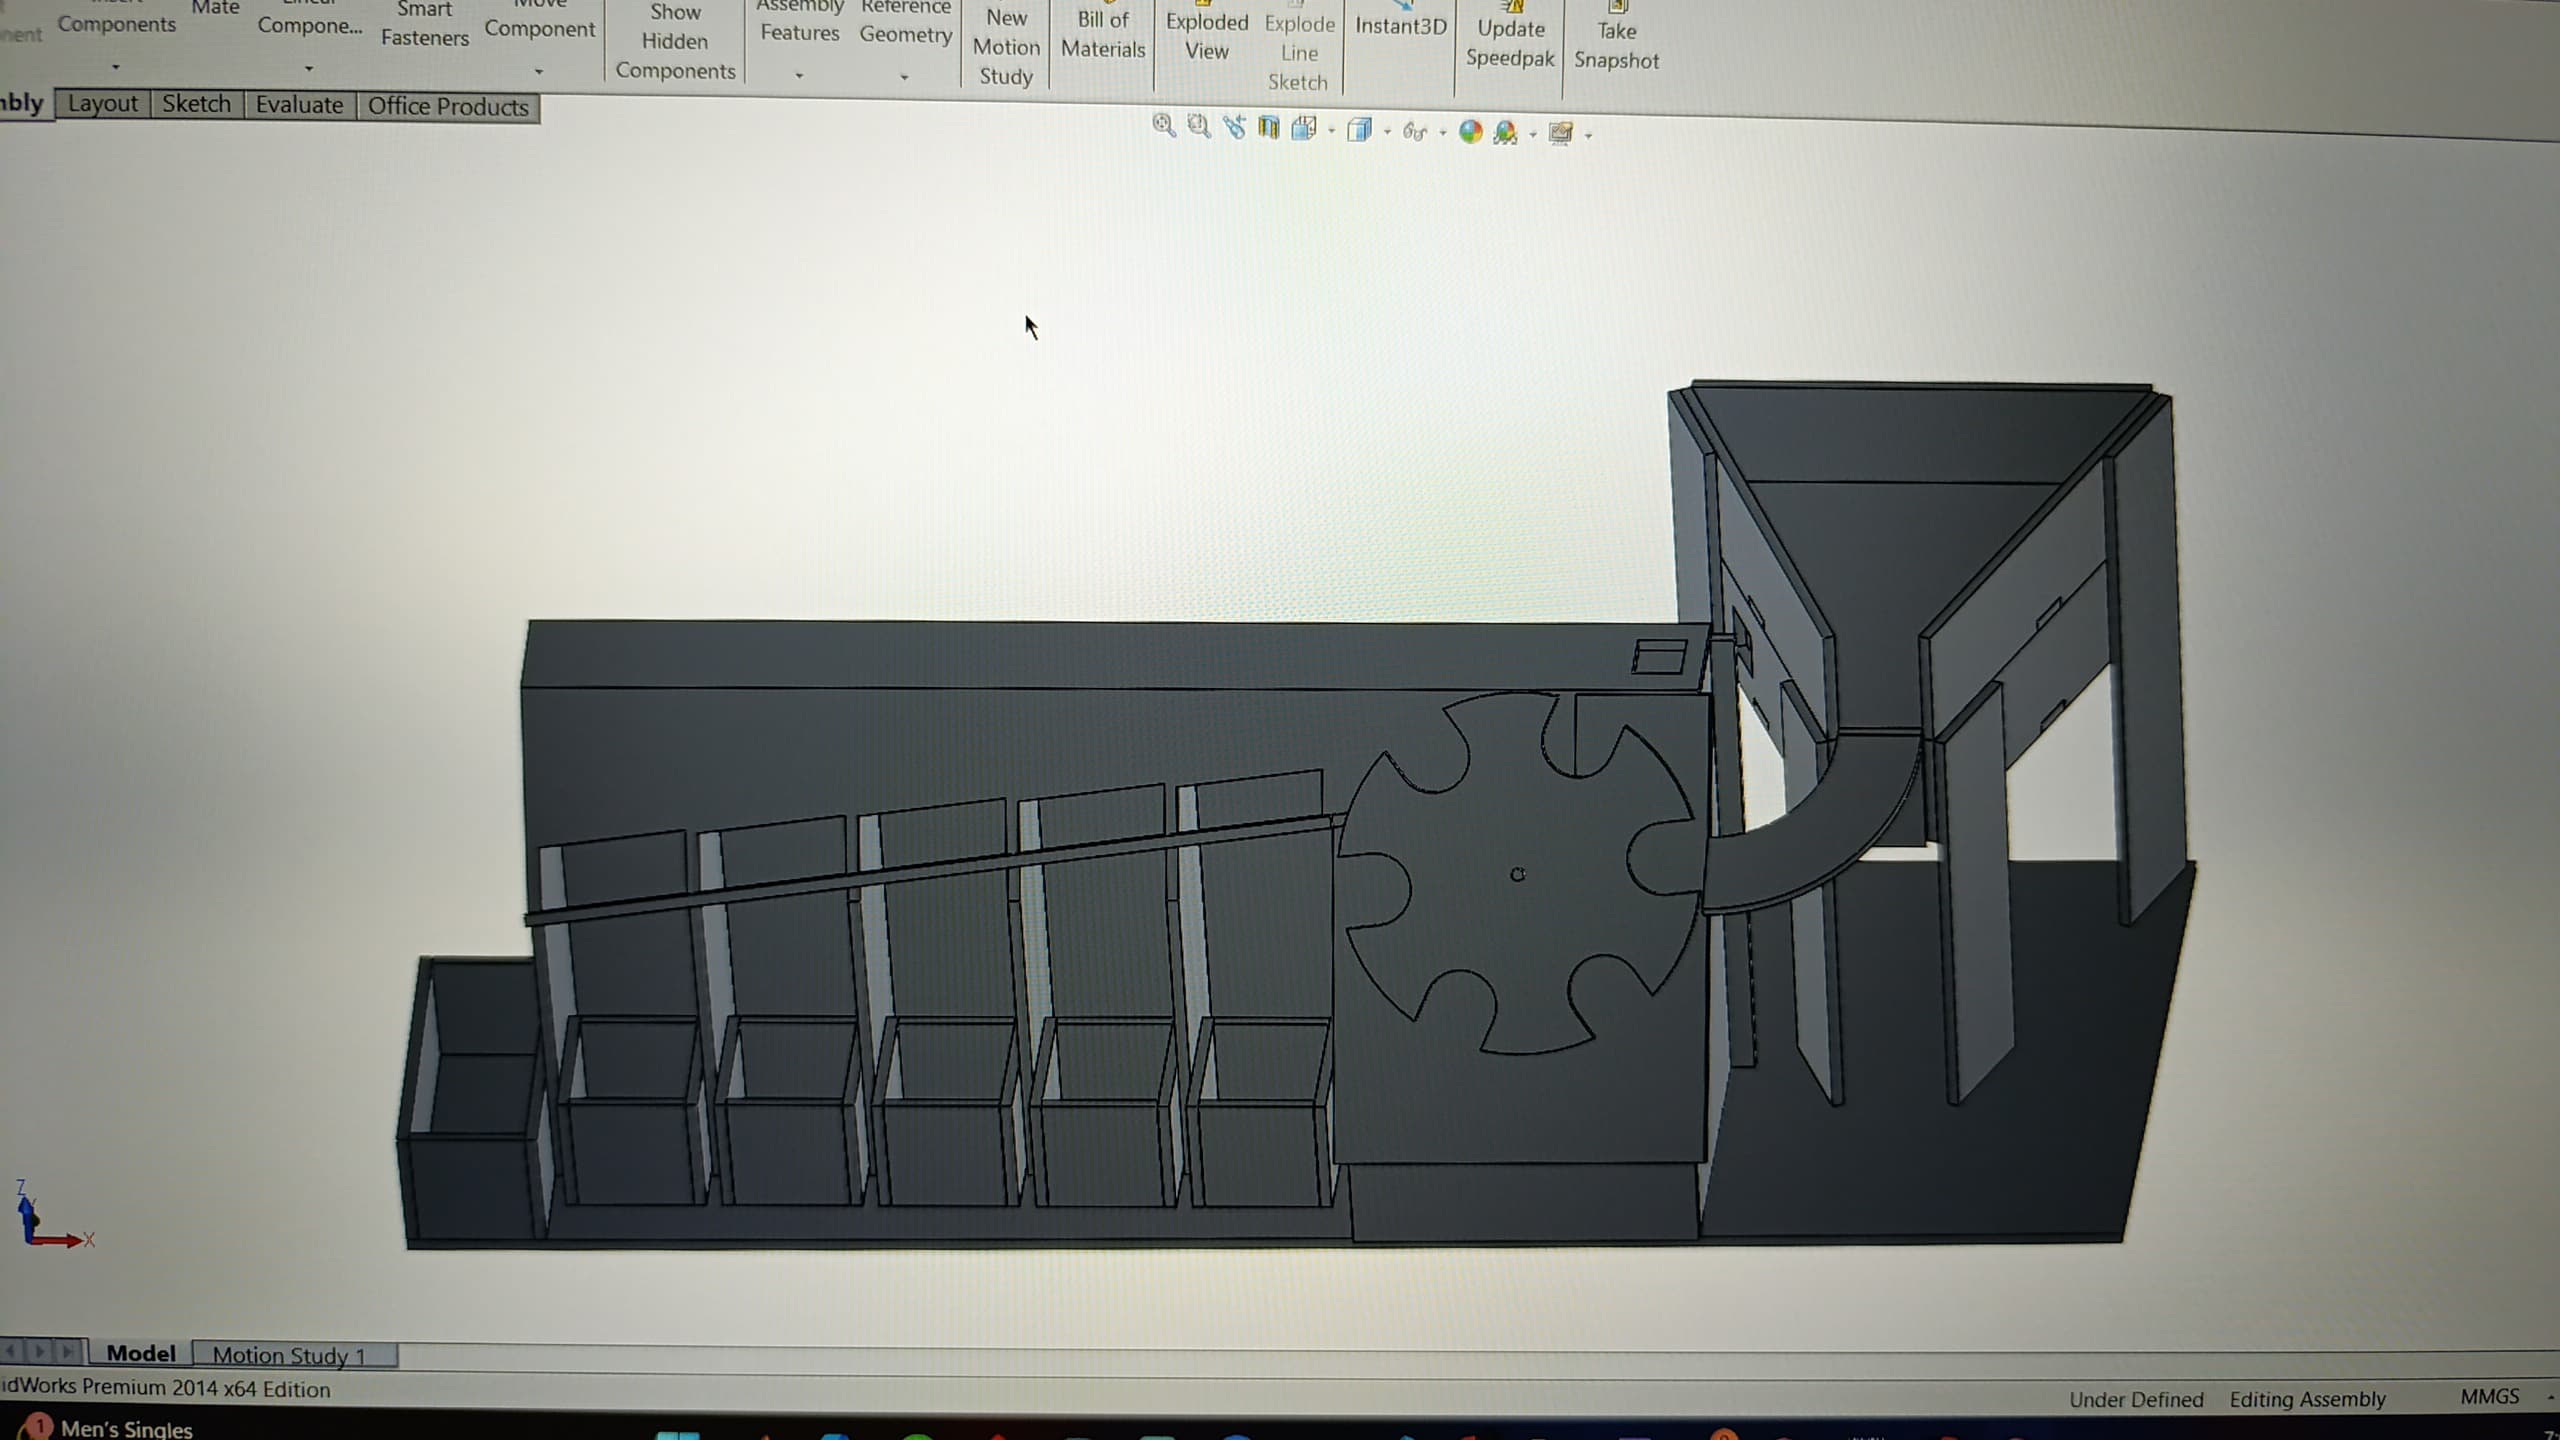 Components
Mate
Compone...
Smart
Fasteners
Component
Show
Hidden
Components
Assembly
Features
Reference
Geometry
New
Motion
Study
Bill of
Materials
Exploded
View
Explode
Line
Sketch
Instant3D
Update
Speedpak
Take
Snapshot
Layout
Sketch
Evaluate
Office Products
Z
X
Model
Motion Study 1
idWorks Premium 2014 x64 Edition
Under Defined
Editing Assembly
MMGS
1
Men's Singles